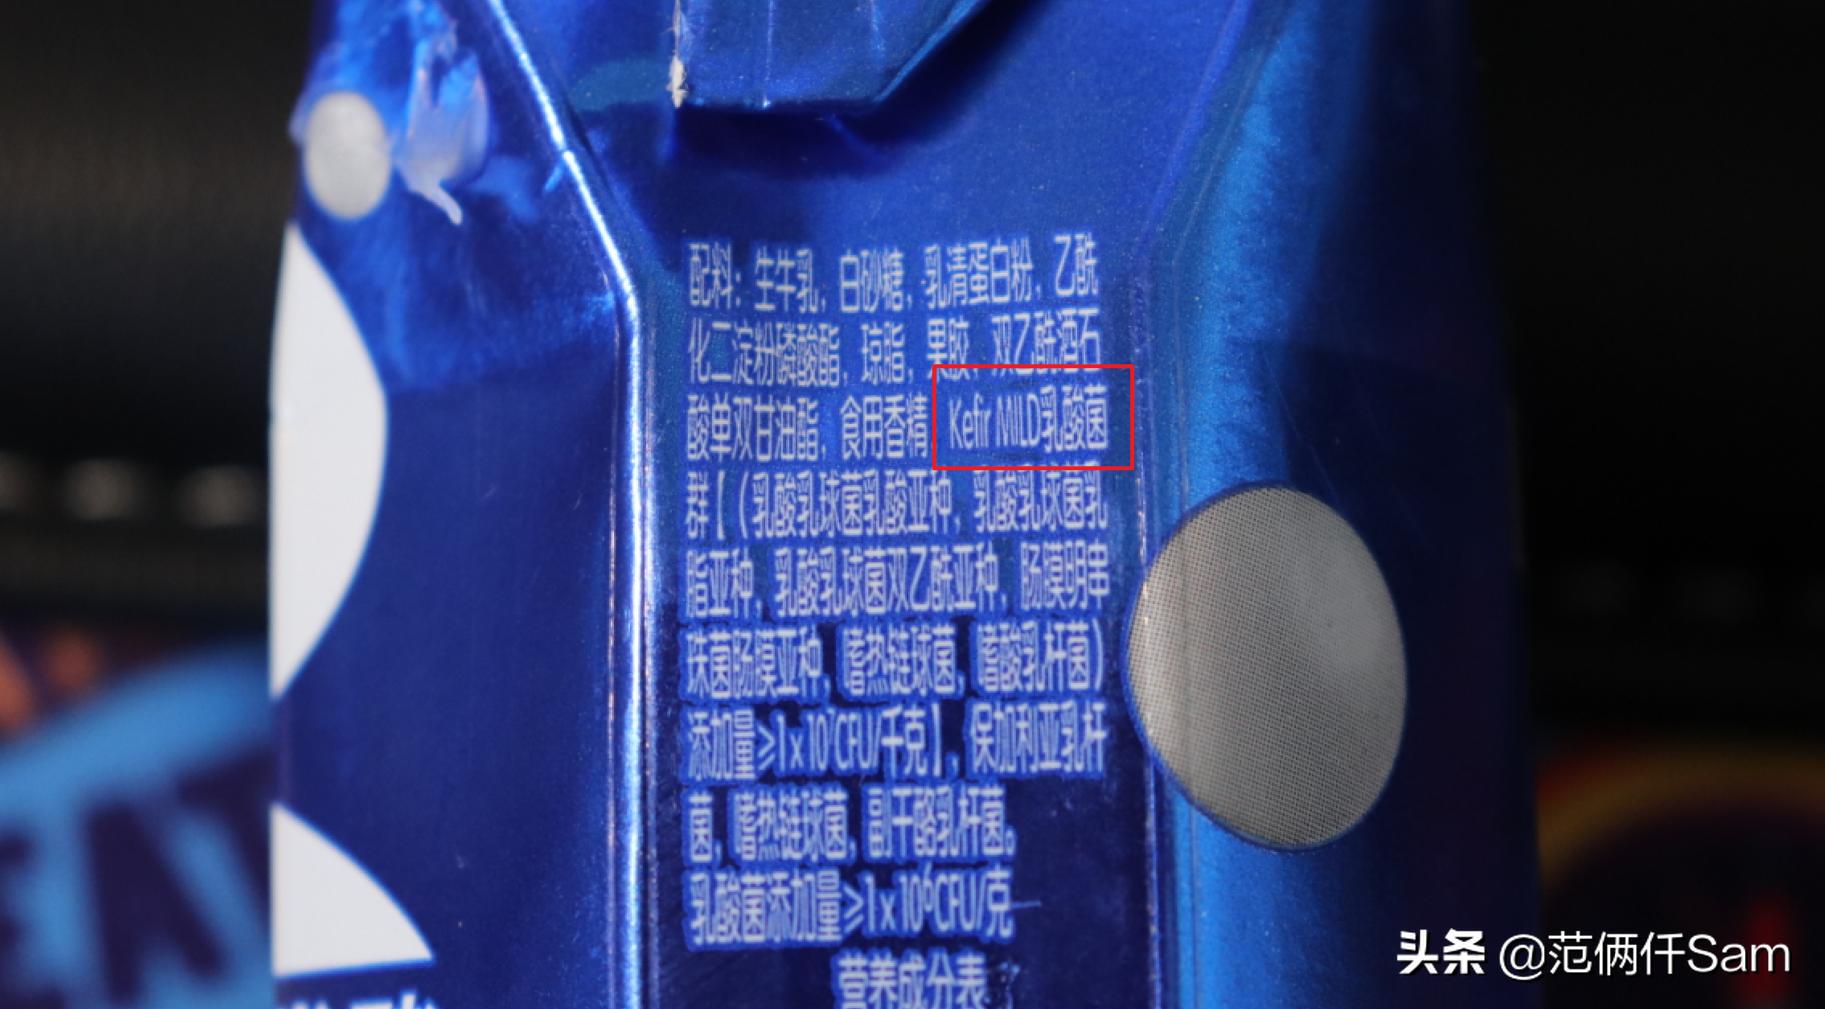 配料：生牛乳，白砂糖，乳清蛋白粉，乙酰
化二淀粉磷酸酯，琼脂，果胶，双乙酰酒石
酸单双甘油酯，食用香精 Kefir MILD乳酸菌
群【（乳酸乳球菌乳酸亚种，乳酸乳球菌乳
脂亚种，乳酸乳球菌双乙酰亚种，肠膜明串
珠菌肠膜亚种，嗜热链球菌，嗜酸乳杆菌）
添加量≥1x10⁷CFU/千克】，保加利亚乳杆
菌，嗜热链球菌，副干酪乳杆菌。
乳酸菌添加量≥1x10⁶CFU/克
营养成分表
头条 @范俩仟Sam